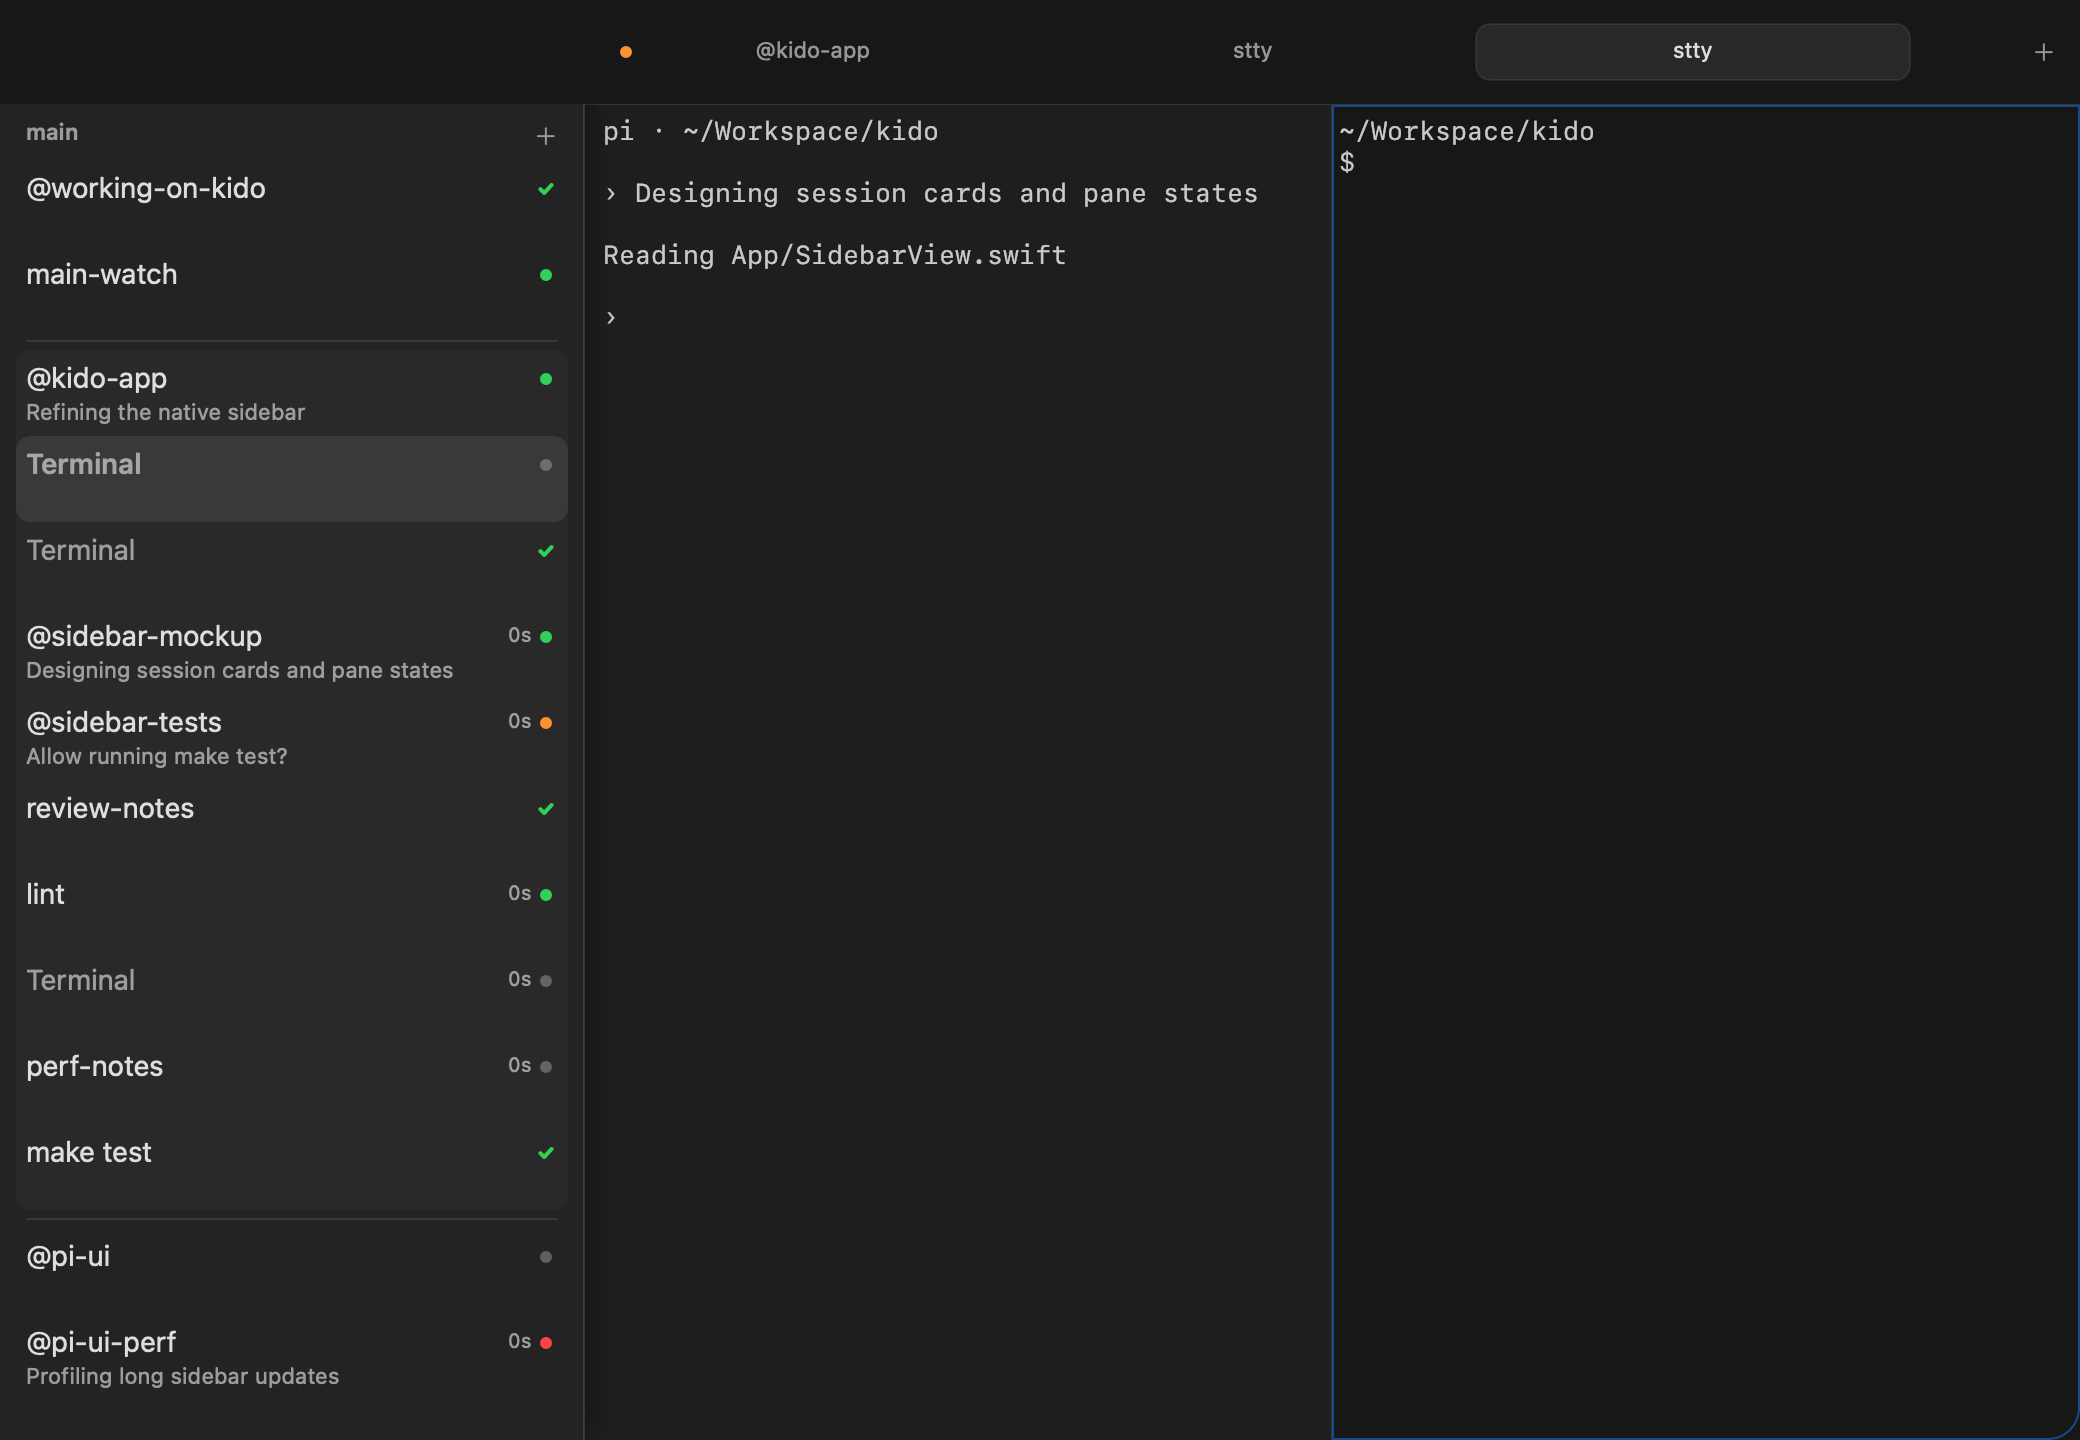 @kido-app
stty
stty
main
@working-on-kido
main-watch
@kido-app
Refining the native sidebar
Terminal
Terminal
@sidebar-mockup 0s
Designing session cards and pane states
@sidebar-tests 0s
Allow running make test?
review-notes
lint 0s
Terminal 0s
perf-notes 0s
make test
@pi-ui
@pi-ui-perf 0s
Profiling long sidebar updates
pi · ~/Workspace/kido
› Designing session cards and pane states
Reading App/SidebarView.swift
›
~/Workspace/kido
$